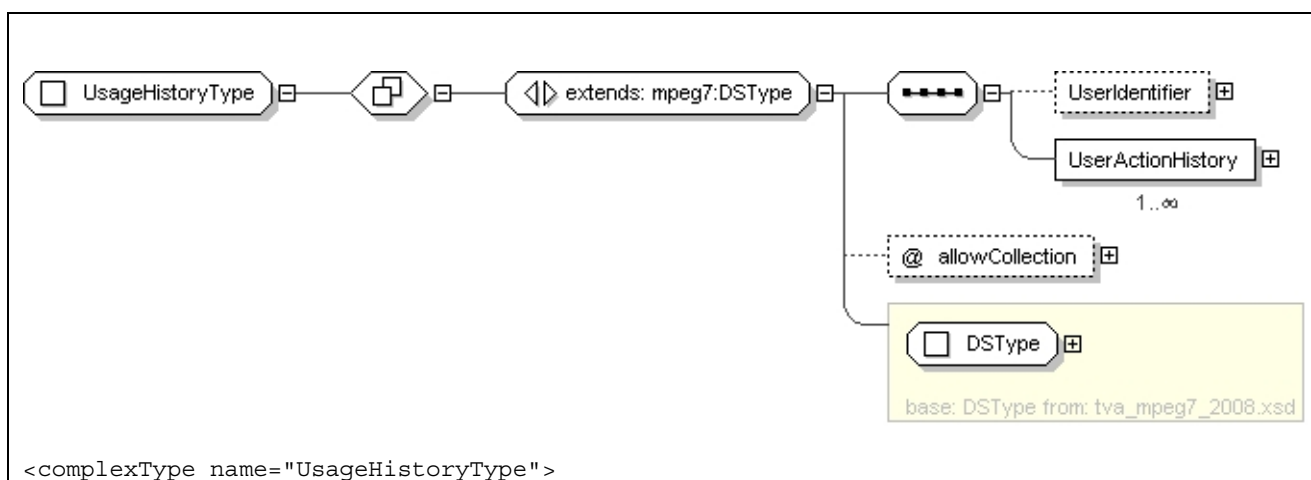 UsageHistoryType
extends: mpeg7:DSType
UserIdentifier
UserActionHistory
1..∞
@ allowCollection
DSType
base: DSType from: tva_mpeg7_2008.xsd
<complexType name="UsageHistoryType">